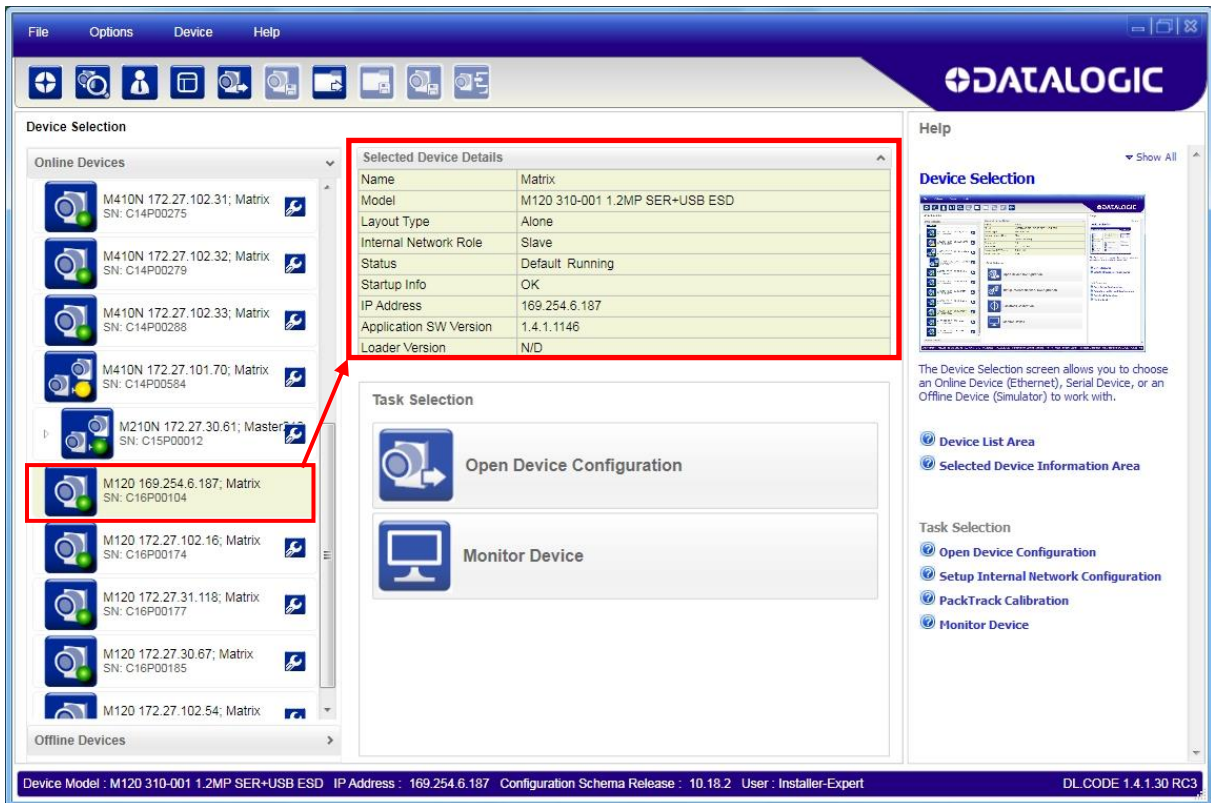 File Options Device Help
DATALOGIC
Device Selection
Online Devices
M410N 172.27.102.31; Matrix
SN: C14P00275
M410N 172.27.102.32; Matrix
SN: C14P00279
M410N 172.27.102.33; Matrix
SN: C14P00288
M410N 172.27.101.70; Matrix
SN: C14P00584
M210N 172.27.30.61; Master
SN: C15P00012
M120 169.254.6.187; Matrix
SN: C16P00104
M120 172.27.102.16; Matrix
SN: C16P00174
M120 172.27.31.118; Matrix
SN: C16P00177
M120 172.27.30.67; Matrix
SN: C16P00185
M120 172.27.102.54; Matrix
Offline Devices
Selected Device Details
Name Matrix
Model M120 310-001 1.2MP SER+USB ESD
Layout Type Alone
Internal Network Role Slave
Status Default Running
Startup Info OK
IP Address 169.254.6.187
Application SW Version 1.4.1.1146
Loader Version N/D
Task Selection
Open Device Configuration
Monitor Device
Help
Show All
Device Selection
The Device Selection screen allows you to choose
an Online Device (Ethernet), Serial Device, or an
Offline Device (Simulator) to work with.
Device List Area
Selected Device Information Area
Task Selection
Open Device Configuration
Setup Internal Network Configuration
PackTrack Calibration
Monitor Device
Device Model : M120 310-001 1.2MP SER+USB ESD IP Address : 169.254.6.187 Configuration Schema Release : 10.18.2 User : Installer-Expert DL.CODE 1.4.1.30 RC3